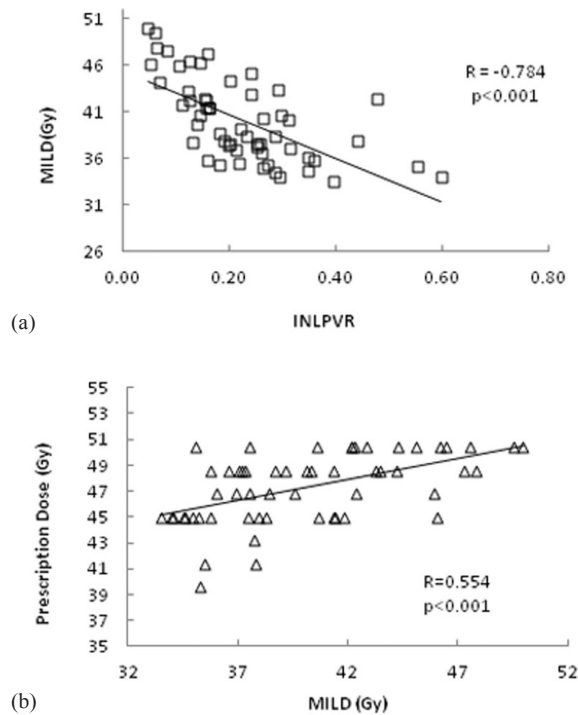 51
46
41
36
31
26
MILD(Gy)
R = -0.784
p<0.001
0.00 0.20 0.40 0.60 0.80
INLPVR
(a)
55
53
51
49
47
45
43
41
39
37
35
Prescription Dose (Gy)
R=0.554
p<0.001
32 37 42 47 52
MILD (Gy)
(b)